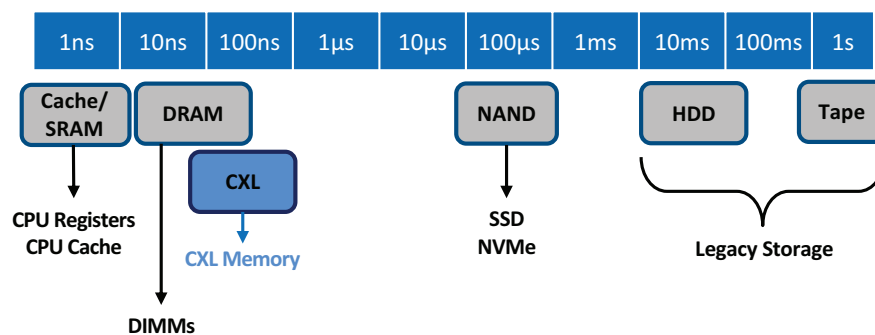 1ns 10ns 100ns 1µs 10µs 100µs 1ms 10ms 100ms 1s
Cache/
SRAM
DRAM
NAND
HDD
Tape
CXL
CPU Registers
CPU Cache
CXL Memory
SSD
NVMe
Legacy Storage
DIMMs